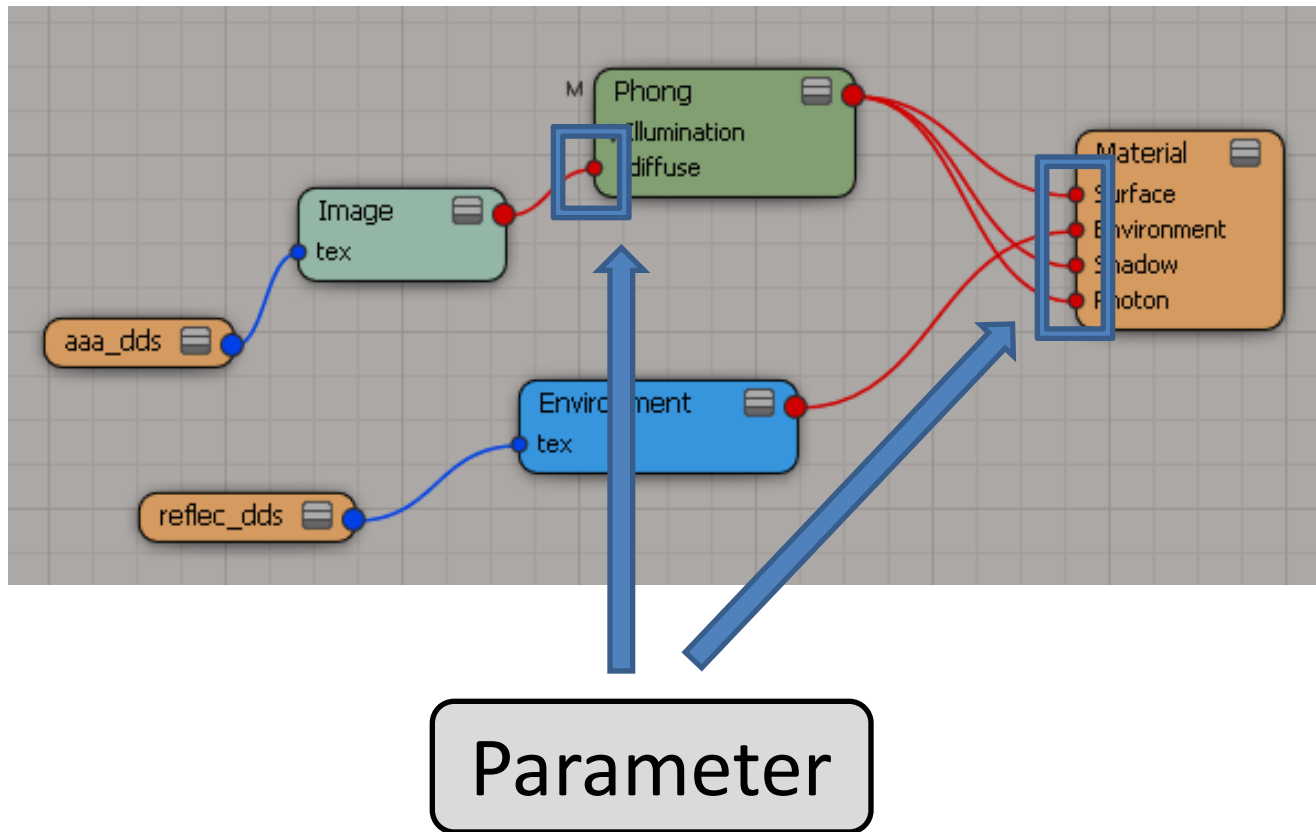 M
Phong
Illumination
diffuse
Material
Surface
Environment
Shadow
Photon
Image
tex
aaa_dds
Environment
tex
reflec_dds
Parameter